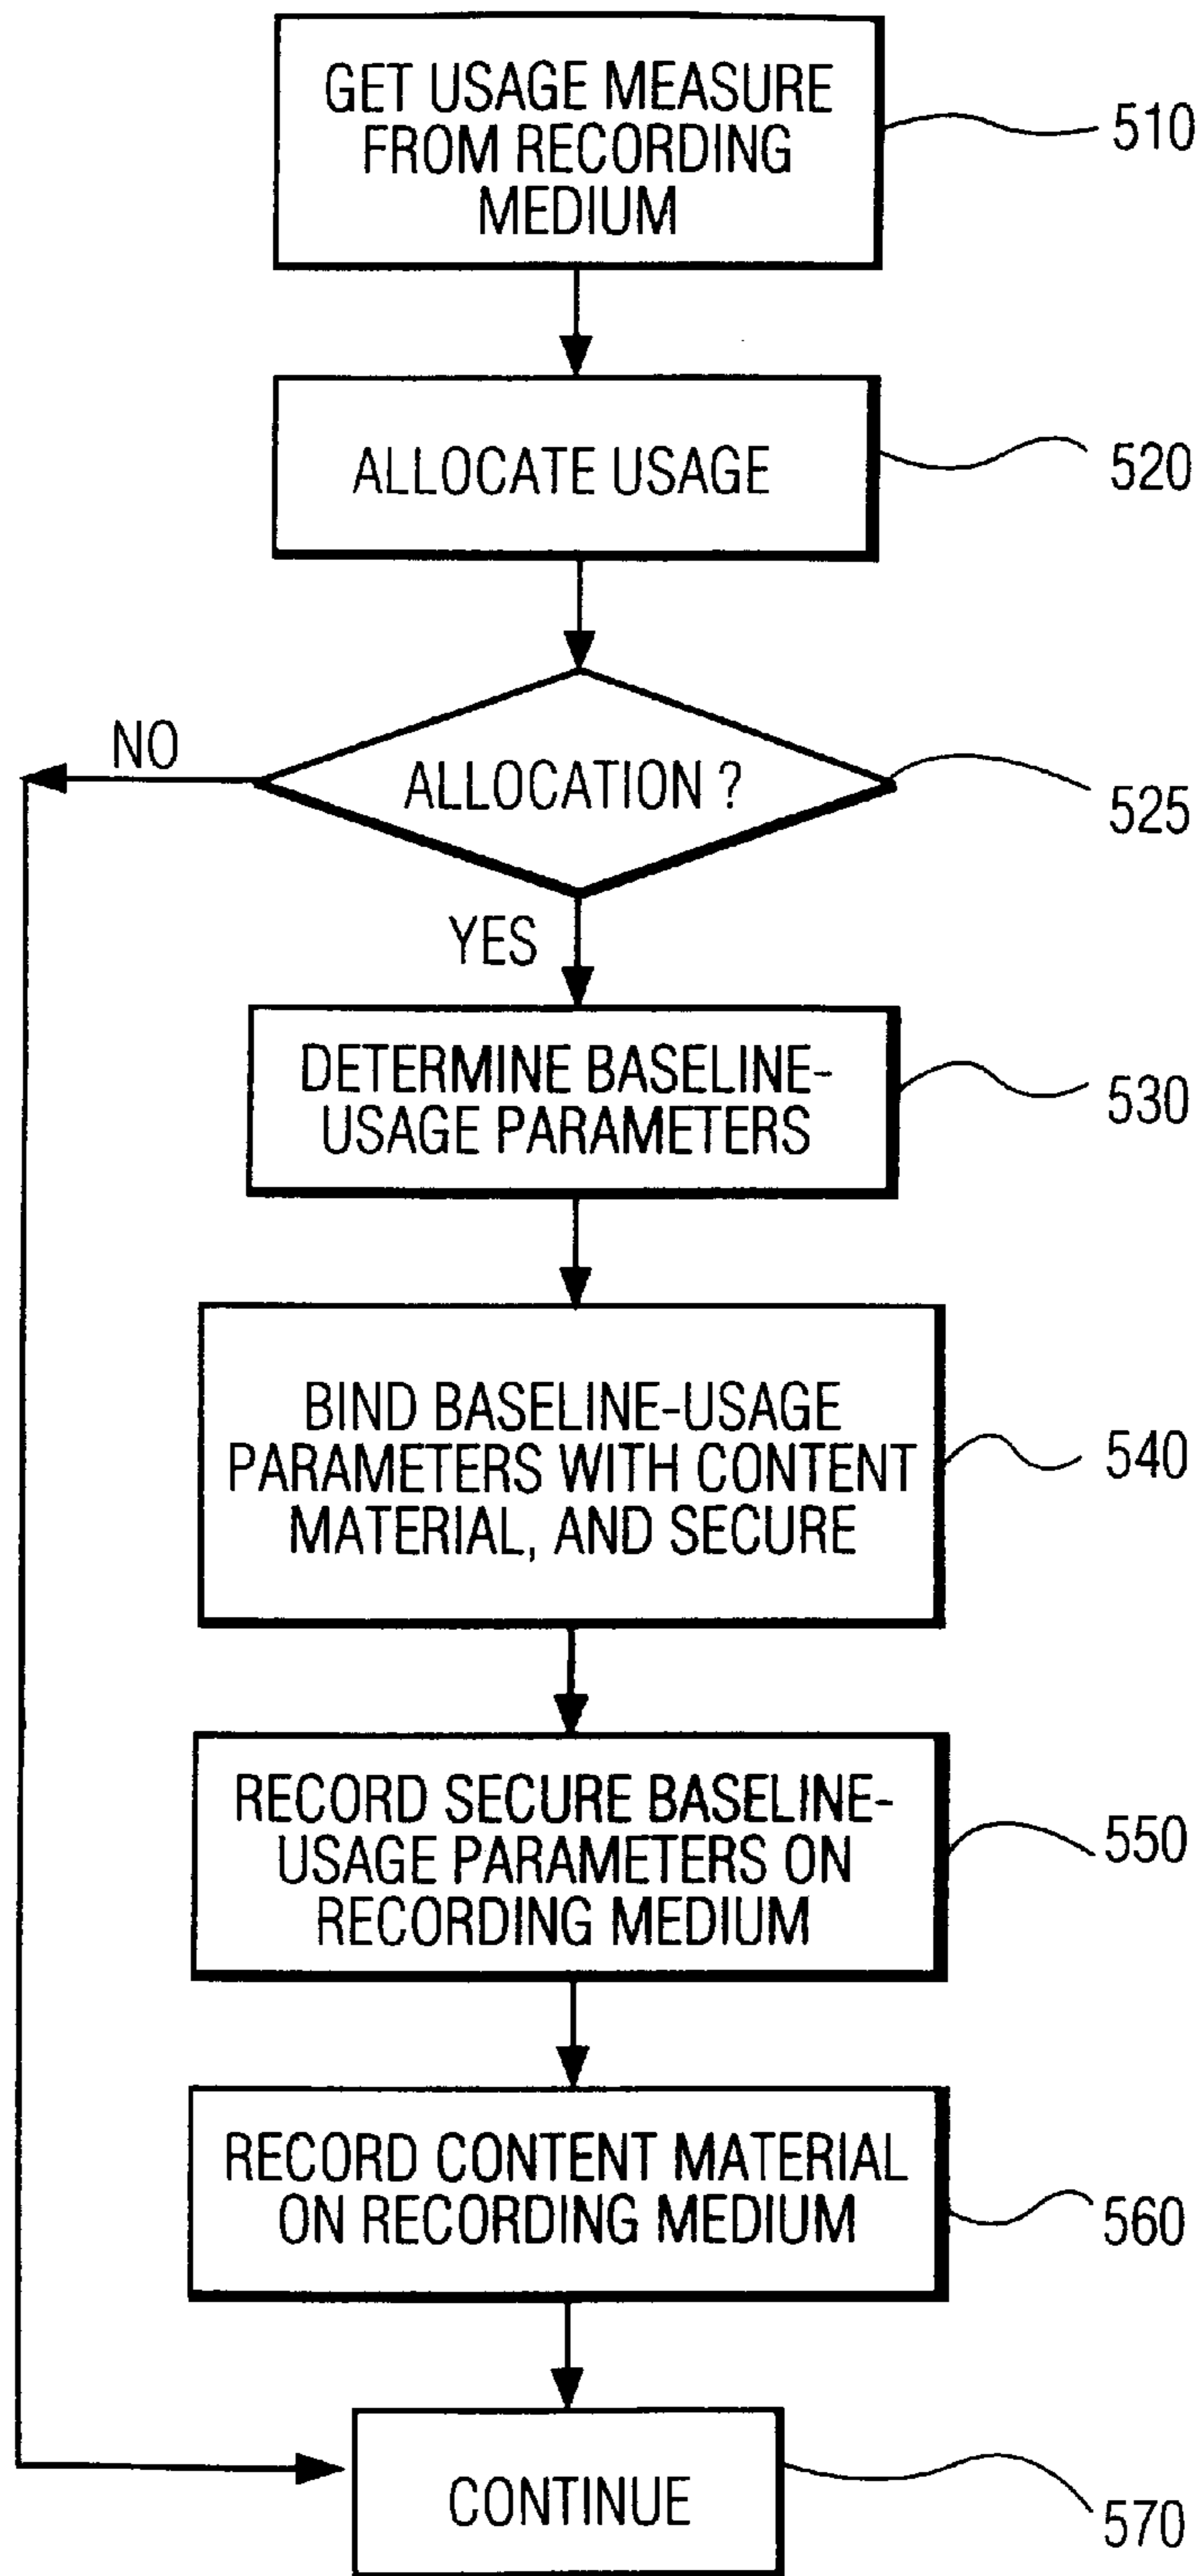 GET USAGE MEASURE
FROM RECORDING
MEDIUM
510
ALLOCATE USAGE
520
NO
ALLOCATION ?
525
YES
DETERMINE BASELINE-
USAGE PARAMETERS
530
BIND BASELINE-USAGE
PARAMETERS WITH CONTENT
MATERIAL, AND SECURE
540
RECORD SECURE BASELINE-
USAGE PARAMETERS ON
RECORDING MEDIUM
550
RECORD CONTENT MATERIAL
ON RECORDING MEDIUM
560
CONTINUE
570